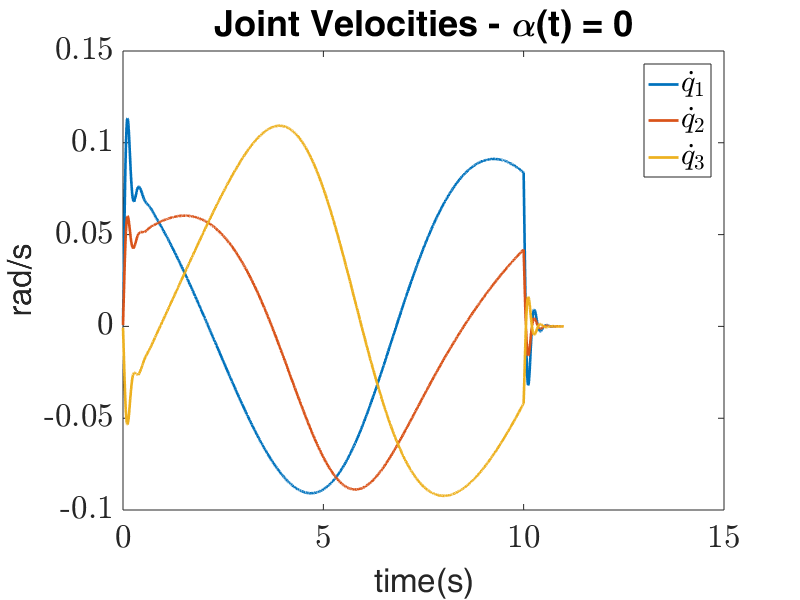 Joint Velocities - α(t) = 0
0.15
0.1
0.05
0
-0.05
-0.1
rad/s
0
5
10
15
time(s)
q̇₁
q̇₂
q̇₃